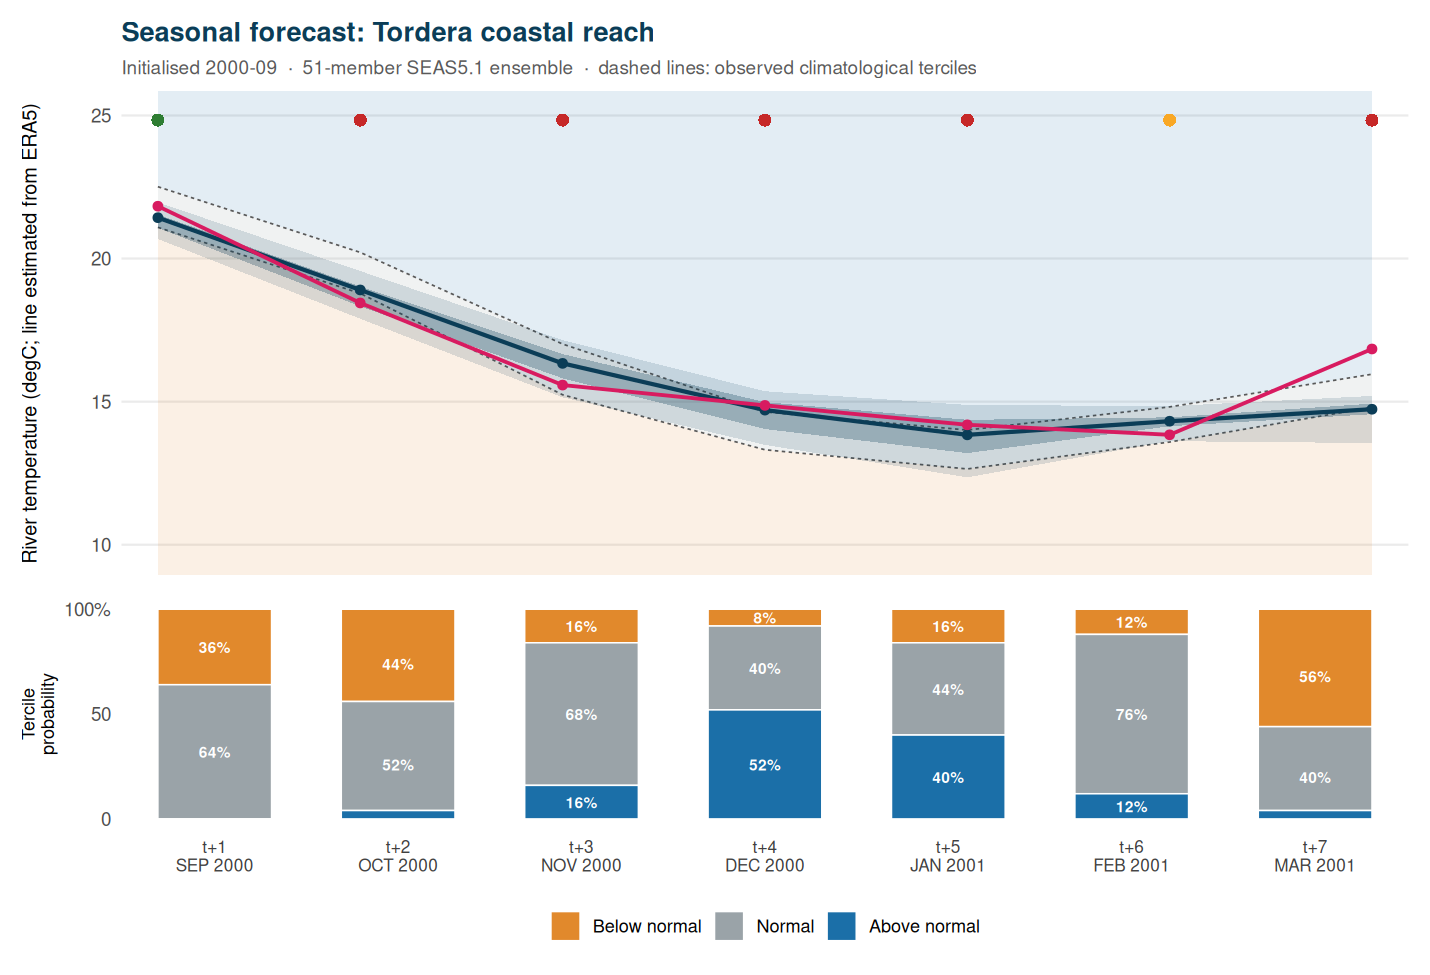 Seasonal forecast: Tordera coastal reach
Initialised 2000-09 · 51-member SEAS5.1 ensemble · dashed lines: observed climatological terciles
River temperature (degC; line estimated from ERA5)
25
20
15
10
Tercile
probability
100%
50
0
36%
64%
44%
52%
16%
68%
16%
8%
40%
52%
16%
44%
40%
12%
76%
12%
56%
40%
t+1
SEP 2000
t+2
OCT 2000
t+3
NOV 2000
t+4
DEC 2000
t+5
JAN 2001
t+6
FEB 2001
t+7
MAR 2001
Below normal
Normal
Above normal